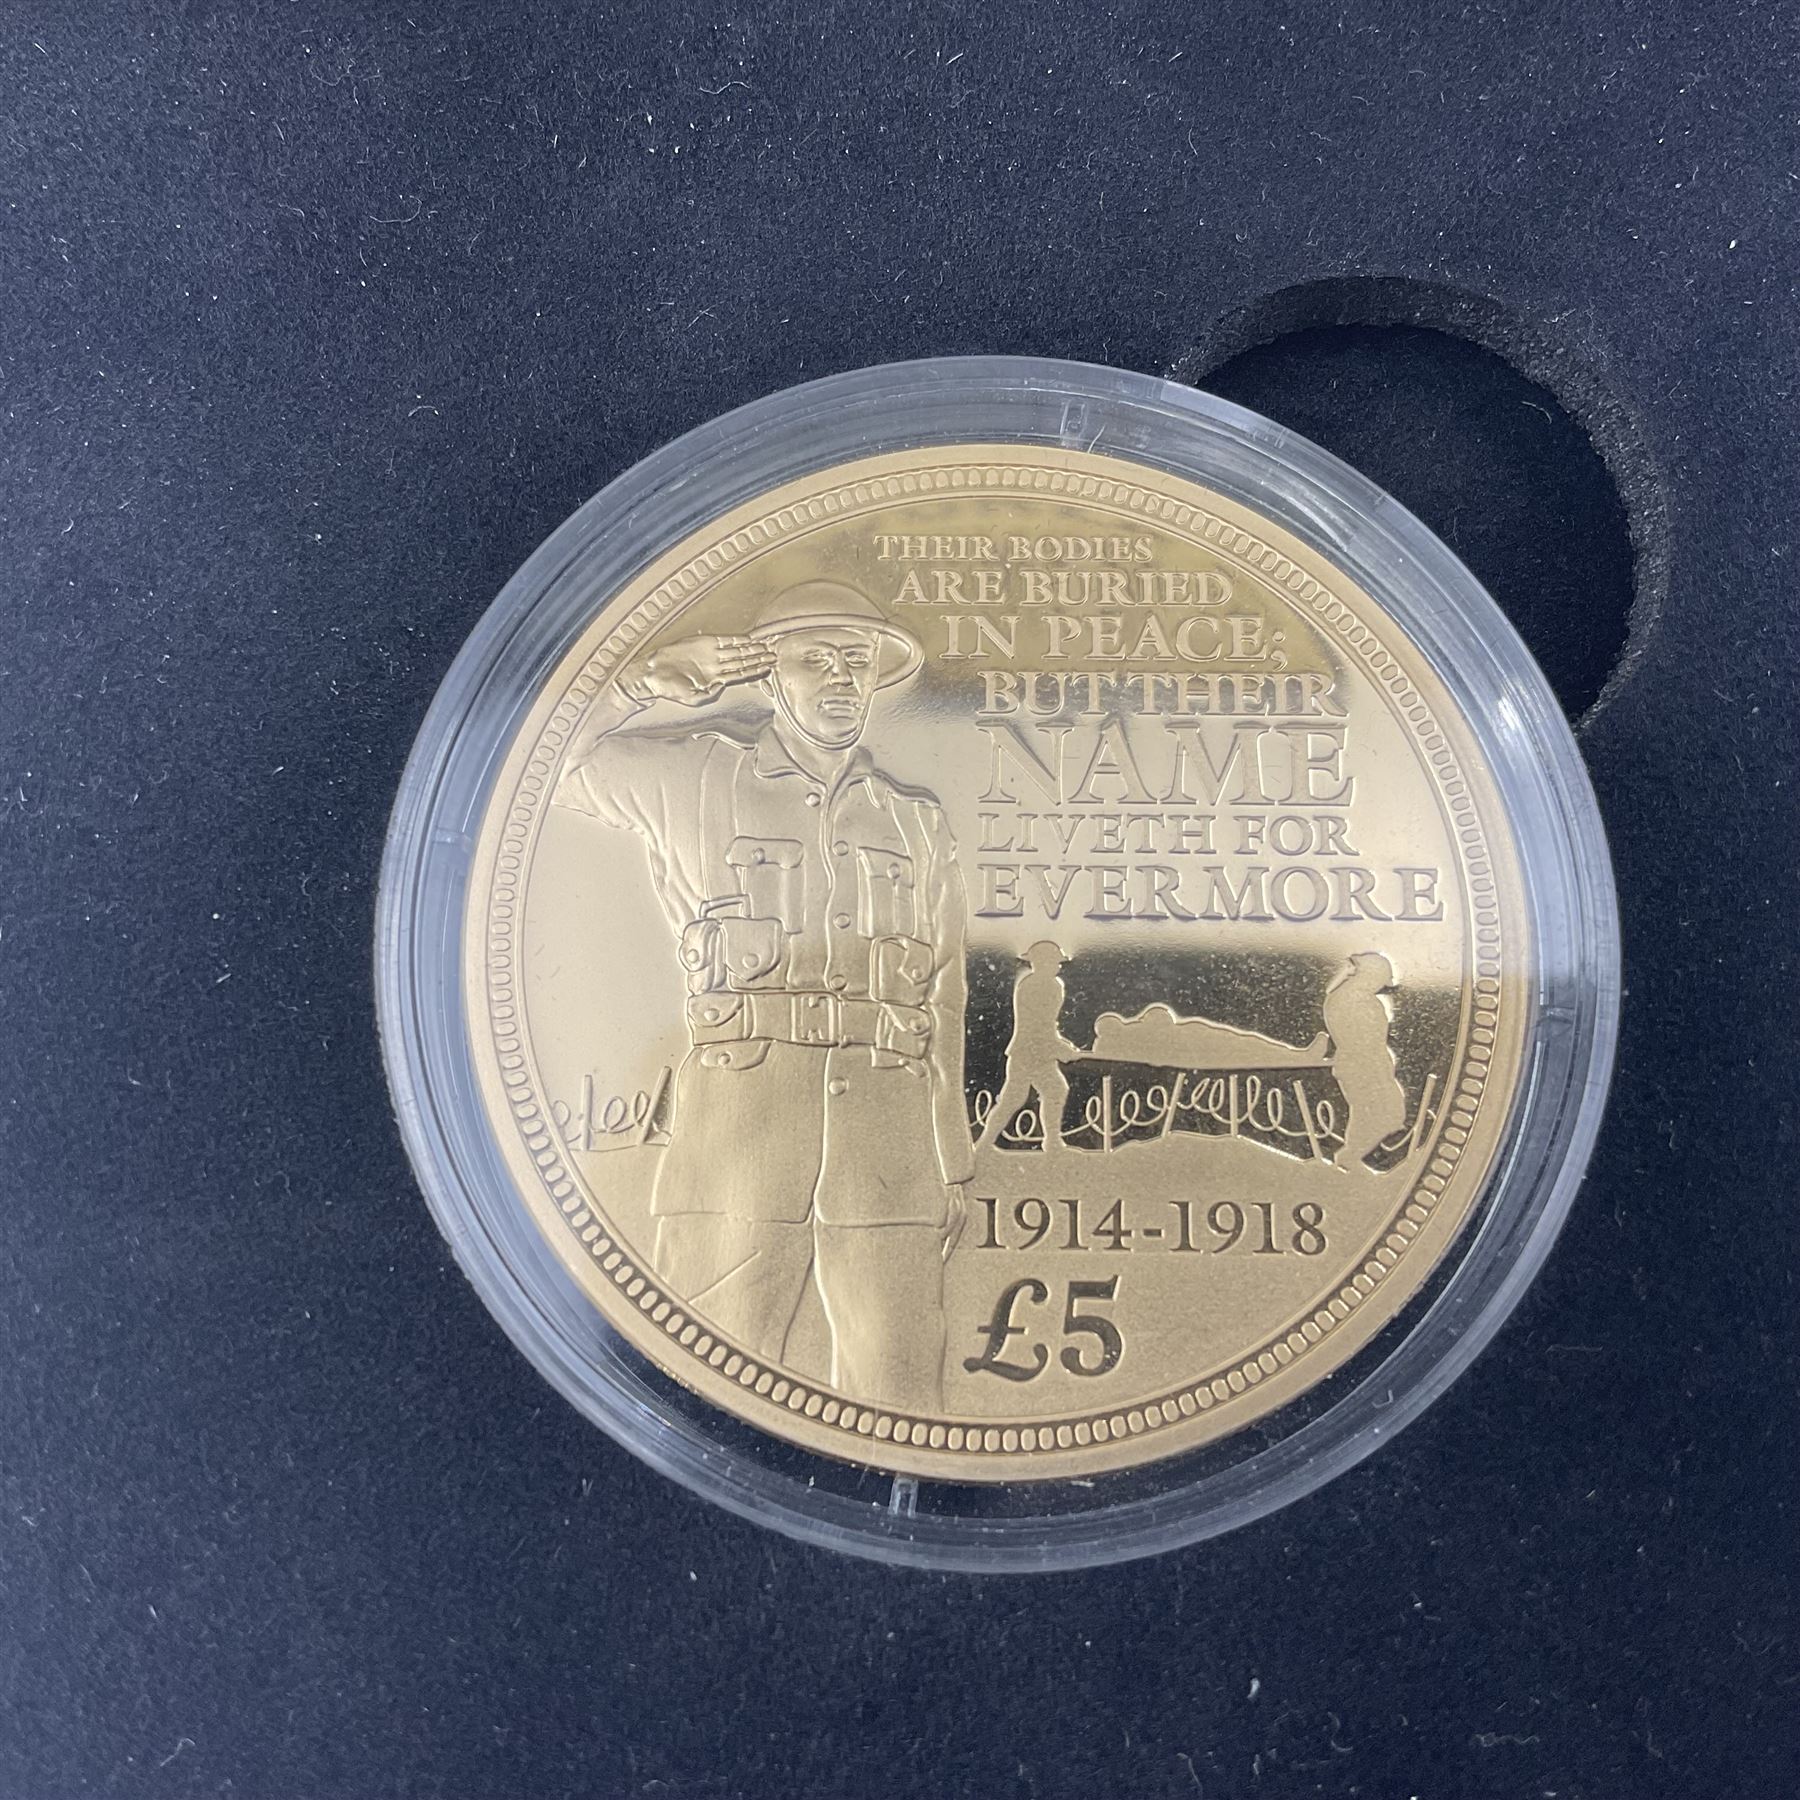 THEIR BODIES
ARE BURIED
IN PEACE;
BUT THEIR
NAME
LIVETH FOR
EVERMORE
1914-1918
£5